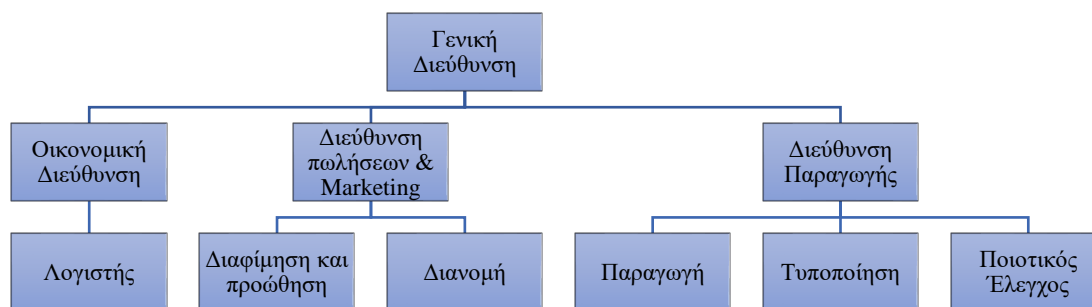 Γενική
Διεύθυνση
Οικονομική
Διεύθυνση
Διεύθυνση
πωλήσεων &
Marketing
Διεύθυνση
Παραγωγής
Λογιστής
Διαφίμηση και
προώθηση
Διανομή
Παραγωγή
Τυποποίηση
Ποιοτικός
Έλεγχος